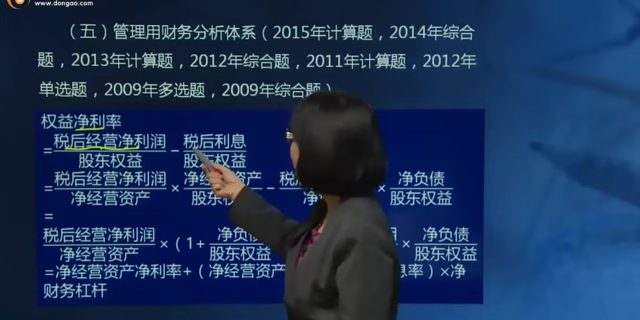 www.dongao.com
（五）管理用财务分析体系（2015年计算题，2014年综合
题，2013年计算题，2012年综合题，2011年计算题，2012年
单选题，2009年多选题，2009年综合题）
权益净利率
=税后经营净利润/股东权益－税后利息/股东权益
=税后经营净利润/净经营资产×净经营资产/股东权益－税 ×净负债/股东权益
=
税后经营净利润/净经营资产×（1+净负债/股东权益 ×净负债/股东权益
=净经营资产净利率+（净经营资产 息率）×净
财务杠杆